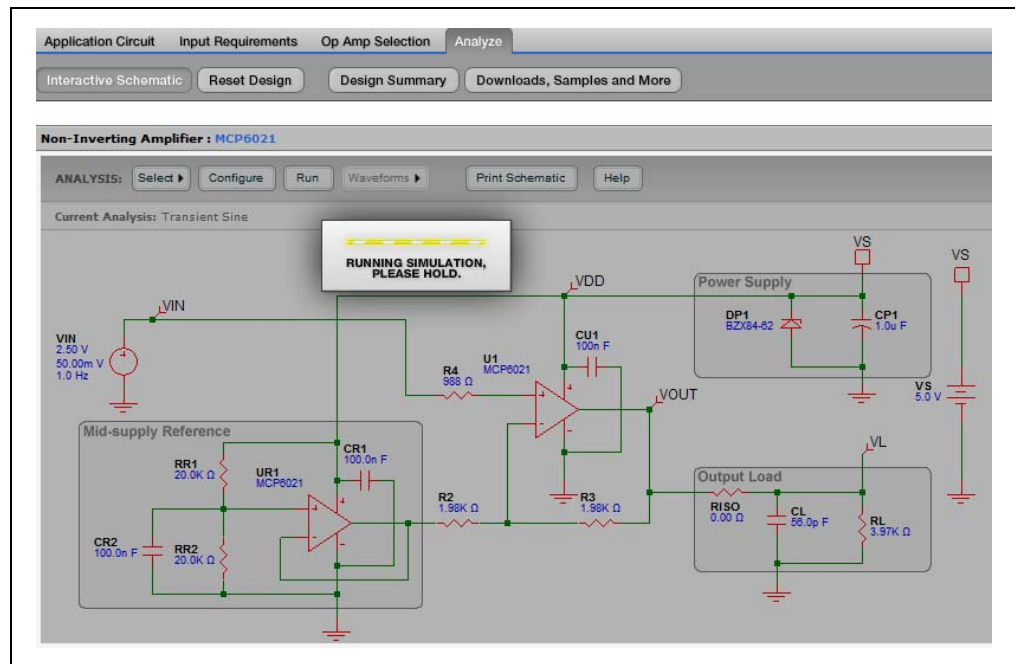 Application Circuit Input Requirements Op Amp Selection Analyze
Interactive Schematic Reset Design Design Summary Downloads, Samples and More
Non-Inverting Amplifier : MCP6021
ANALYSIS: Select Configure Run Waveforms Print Schematic Help
Current Analysis: Transient Sine
RUNNING SIMULATION,
PLEASE HOLD.
VIN
VIN
2.50 V
50.00m V
1.0 Hz
R4
988 Ω
U1
MCP6021
VDD
CU1
100n F
VOUT
Power Supply
VS
DP1
BZX84-62
CP1
1.0u F
VS
VS
5.0 V
Mid-supply Reference
RR1
20.0K Ω
UR1
MCP6021
CR1
100.0n F
CR2
100.0n F
RR2
20.0K Ω
R2
1.98K Ω
R3
1.98K Ω
Output Load
VL
RISO
0.00 Ω
CL
56.0p F
RL
3.97K Ω